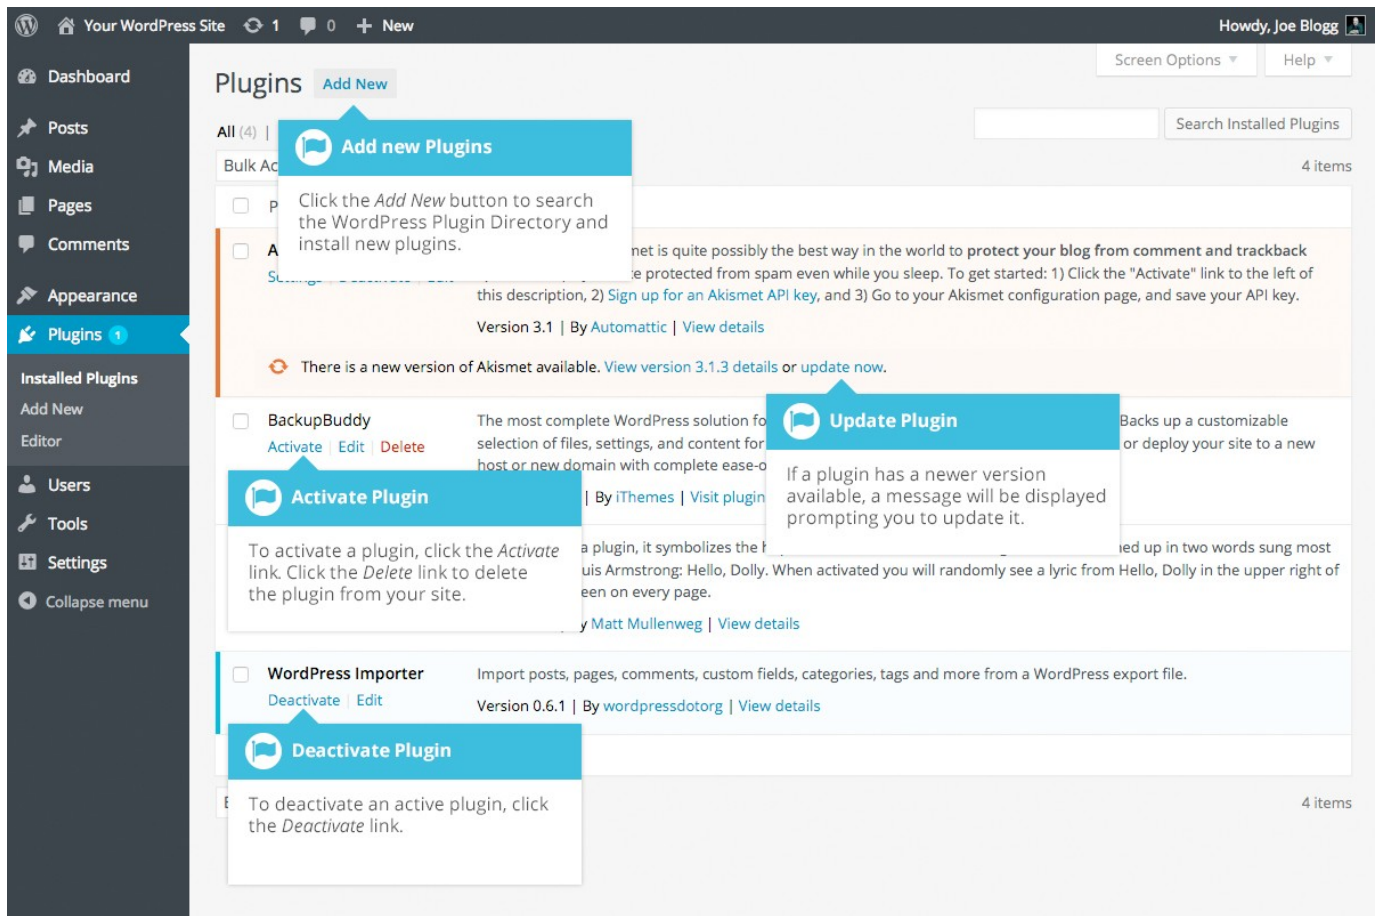 Your WordPress Site 1 0 New Howdy, Joe Blogg
Screen Options Help
Dashboard
Posts
Media
Pages
Comments
Appearance
Plugins 1
Installed Plugins
Add New
Editor
Users
Tools
Settings
Collapse menu
Plugins Add New
All (4) |
Search Installed Plugins
Bulk
4 items
Add new Plugins
Click the Add New button to search
the WordPress Plugin Directory and
install new plugins.
is quite possibly the best way in the world to protect your blog from comment and trackback
protected from spam even while you sleep. To get started: 1) Click the "Activate" link to the left of
this description, 2) Sign up for an Akismet API key, and 3) Go to your Akismet configuration page, and save your API key.
Version 3.1 | By Automattic | View details
There is a new version of Akismet available. View version 3.1.3 details or update now.
Update Plugin
If a plugin has a newer version
available, a message will be displayed
prompting you to update it.
BackupBuddy
Activate | Edit | Delete
The most complete WordPress solution Backs up a customizable
selection of files, settings, and content for or deploy your site to a new
host or new domain with complete
| By iThemes | Visit plugin
Activate Plugin
To activate a plugin, click the Activate
link. Click the Delete link to delete
the plugin from your site.
a plugin, it symbolizes the up in two words sung most
Armstrong: Hello, Dolly. When activated you will randomly see a lyric from Hello, Dolly in the upper right of
on every page.
Matt Mullenweg | View details
WordPress Importer
Deactivate | Edit
Import posts, pages, comments, custom fields, categories, tags and more from a WordPress export file.
Version 0.6.1 | By wordpressdotorg | View details
Deactivate Plugin
To deactivate an active plugin, click
the Deactivate link.
4 items